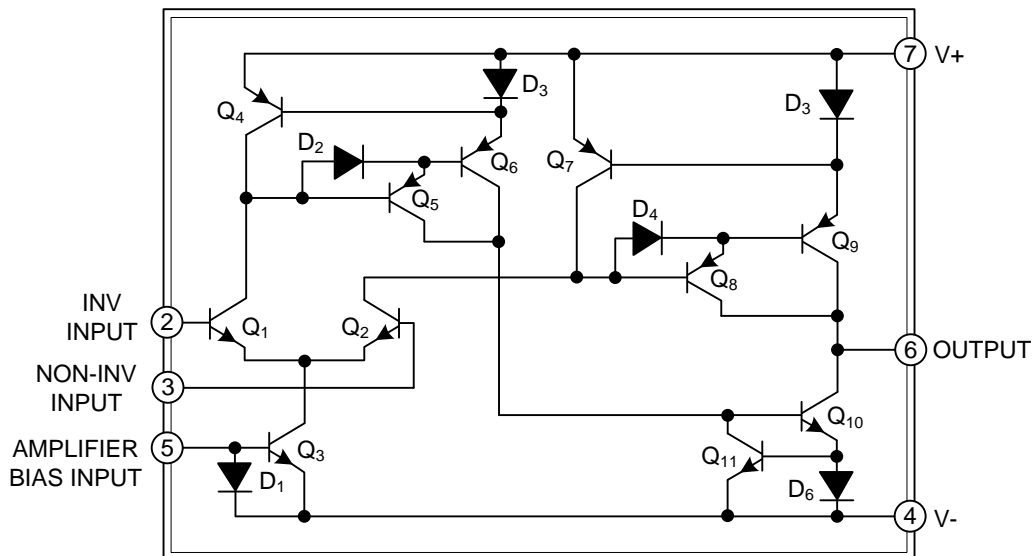 7 V+
D3
D3
Q4
D2
Q6
Q7
Q5
D4
Q9
Q8
INV
INPUT
2
Q1
Q2
6 OUTPUT
NON-INV
INPUT
3
Q10
AMPLIFIER
BIAS INPUT
5
Q3
Q11
D1
D6
4 V-